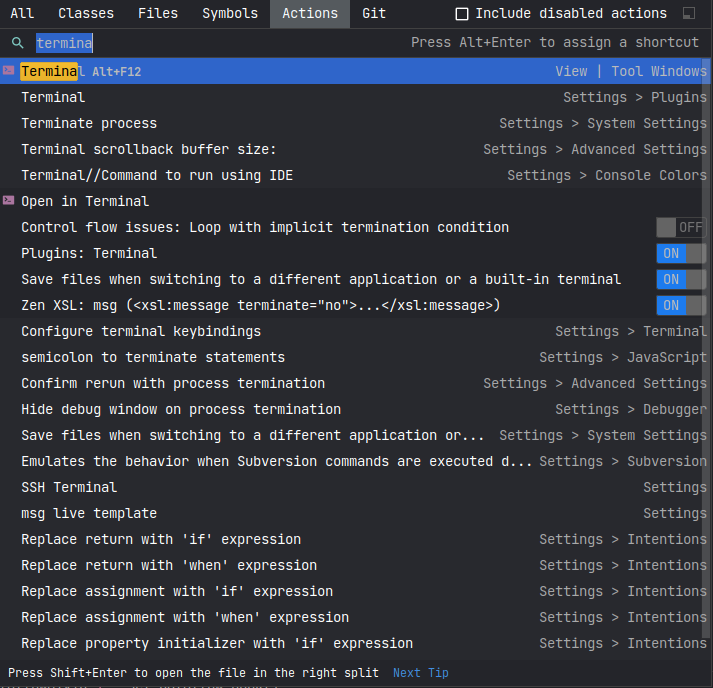 All Classes Files Symbols Actions Git Include disabled actions
termina Press Alt+Enter to assign a shortcut
Terminal Alt+F12 View | Tool Windows
Terminal Settings > Plugins
Terminate process Settings > System Settings
Terminal scrollback buffer size: Settings > Advanced Settings
Terminal//Command to run using IDE Settings > Console Colors
Open in Terminal
Control flow issues: Loop with implicit termination condition OFF
Plugins: Terminal ON
Save files when switching to a different application or a built-in terminal ON
Zen XSL: msg (<xsl:message terminate="no">...</xsl:message>) ON
Configure terminal keybindings Settings > Terminal
semicolon to terminate statements Settings > JavaScript
Confirm rerun with process termination Settings > Advanced Settings
Hide debug window on process termination Settings > Debugger
Save files when switching to a different application or... Settings > System Settings
Emulates the behavior when Subversion commands are executed d... Settings > Subversion
SSH Terminal Settings
msg live template Settings
Replace return with 'if' expression Settings > Intentions
Replace return with 'when' expression Settings > Intentions
Replace assignment with 'if' expression Settings > Intentions
Replace assignment with 'when' expression Settings > Intentions
Replace property initializer with 'if' expression Settings > Intentions
Press Shift+Enter to open the file in the right split Next Tip